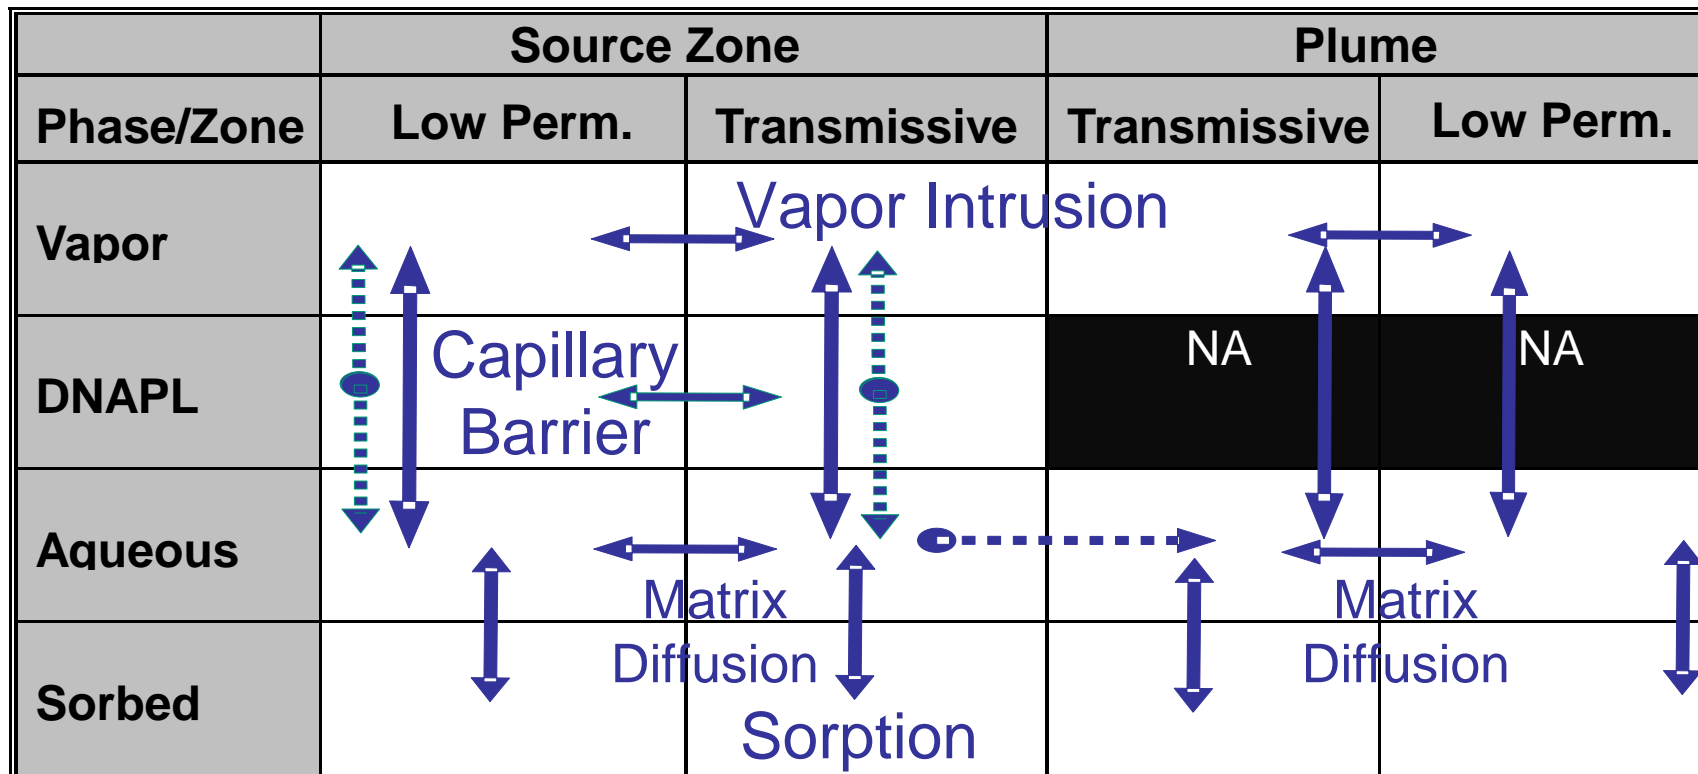 Source Zone Plume
Phase/Zone Low Perm. Transmissive Transmissive Low Perm.
Vapor Vapor Intrusion
DNAPL Capillary Barrier NA NA
Aqueous
Matrix Diffusion Matrix Diffusion
Sorbed
Sorption